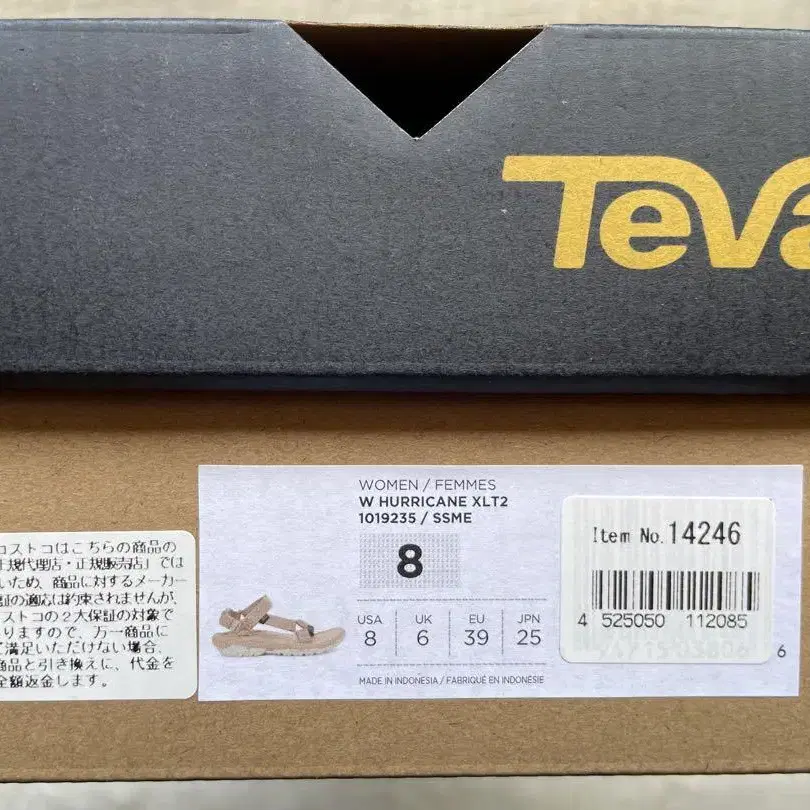 Teva
WOMEN / FEMMES
W HURRICANE XLT2
1019235 / SSME
8
USA UK EU JPN
8 6 39 25
MADE IN INDONESIA / FABRIQUÉ EN INDONÉSIE
6
Item No. 14246
4 525050 112085
コストコはこちらの商品の
正規代理店・正規販売店」では
いため、商品に対するメーカー
証の適応は約束されませんが、
ストコの2大保証の対象で
りますので、万一商品に
満足いただけない場合、
商品と引き換えに、代金を
全額返金します。